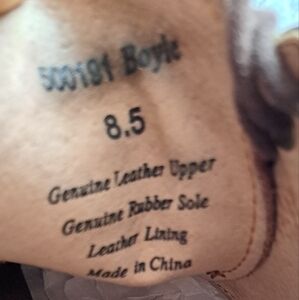 500191 Boyle
8.5
Genuine Leather Upper
Genuine Rubber Sole
Leather Lining
Made in China